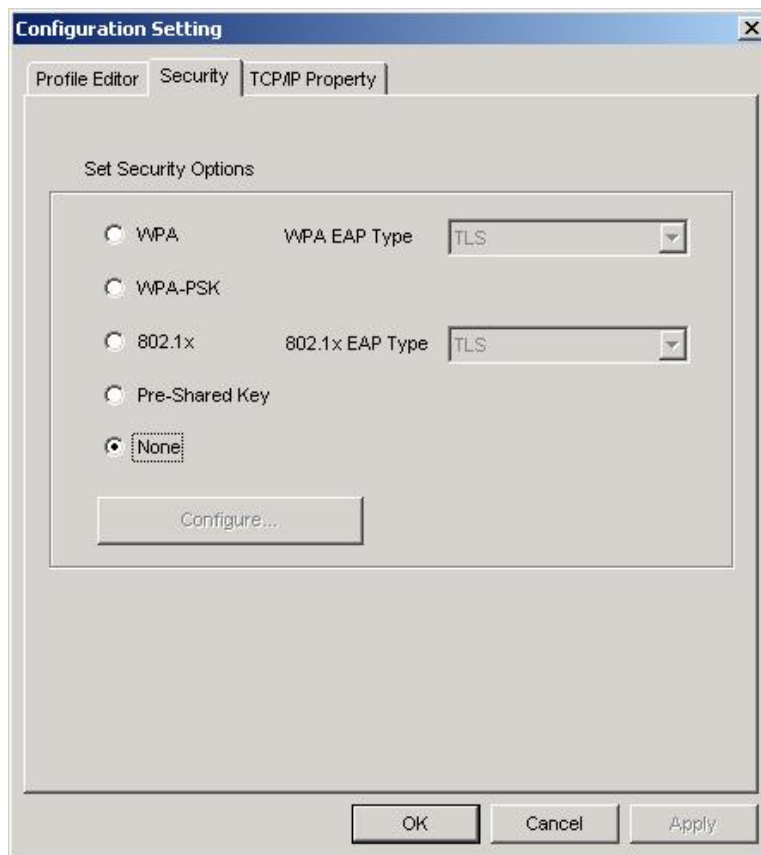 Configuration Setting
Profile Editor Security TCP/IP Property
Set Security Options
WPA WPA EAP Type TLS
WPA-PSK
802.1x 802.1x EAP Type TLS
Pre-Shared Key
None
Configure...
OK Cancel Apply